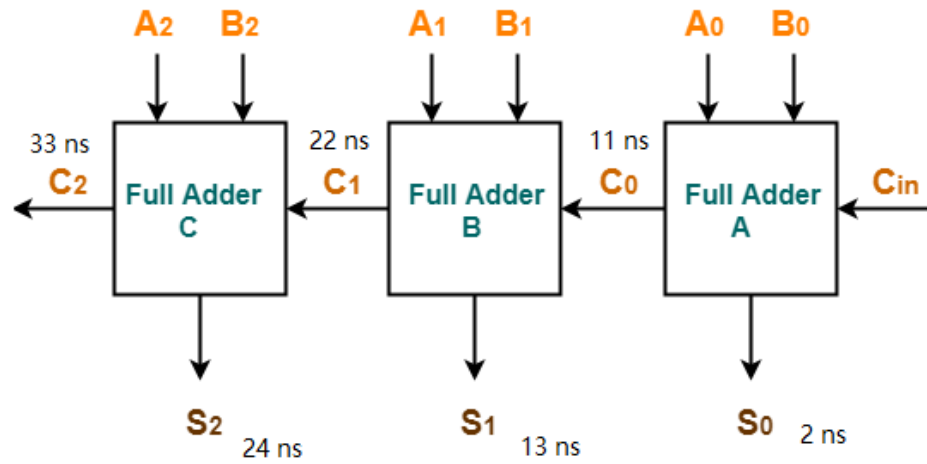 A2 B2 A1 B1 A0 B0
33 ns 22 ns 11 ns
C2 Full Adder C C1 Full Adder B C0 Full Adder A Cin
S2 S1 S0
24 ns 13 ns 2 ns